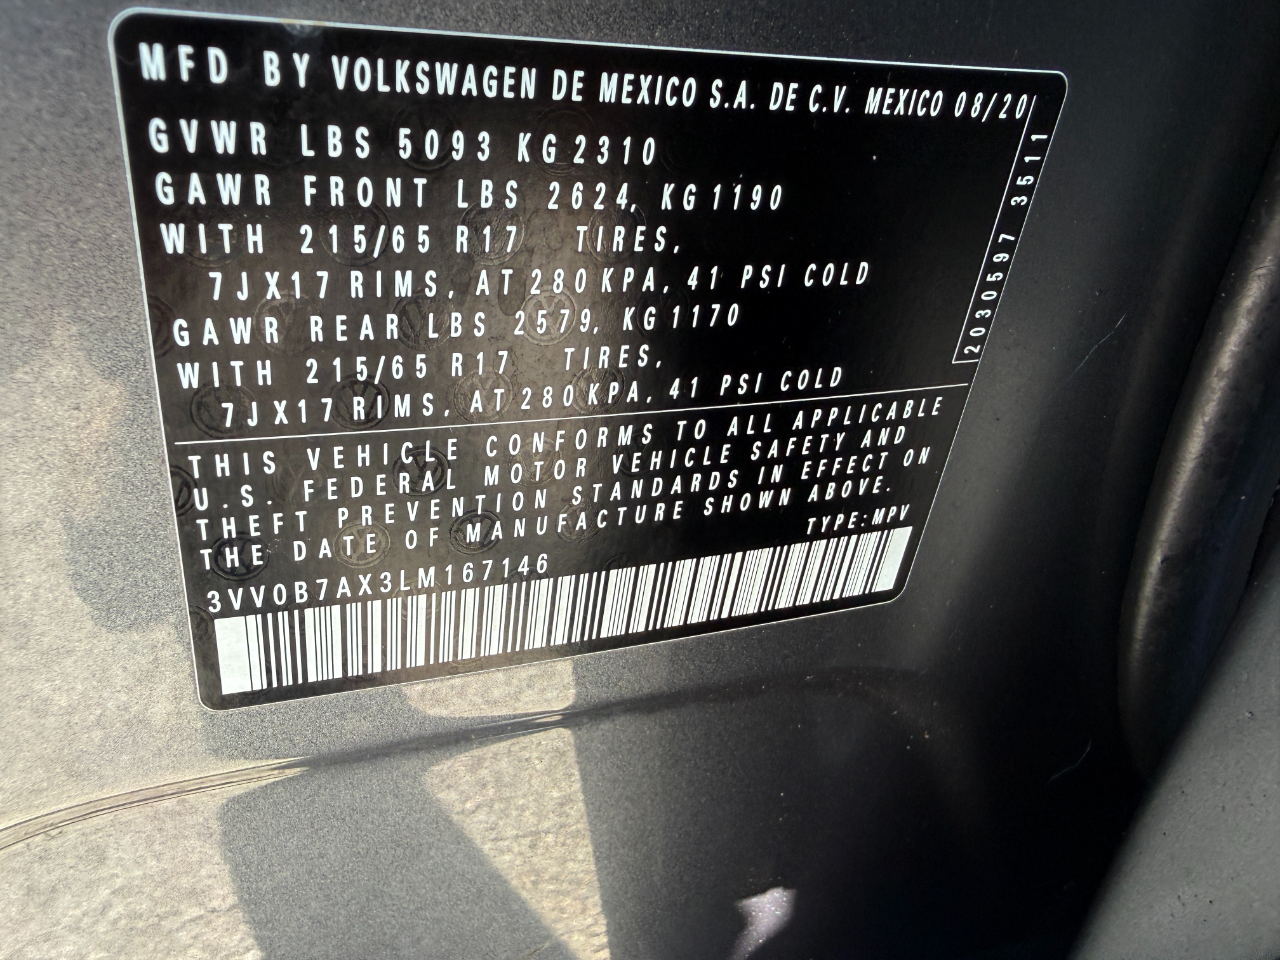 MFD BY VOLKSWAGEN DE MEXICO S.A. DE C.V. MEXICO 08/20
GVWR LBS 5093 KG 2310
GAWR FRONT LBS 2624, KG 1190
WITH 215/65 R17 TIRES,
7J X17 RIMS, AT 280 KPA, 41 PSI COLD
GAWR REAR LBS 2579, KG 1170
WITH 215/65 R17 TIRES,
7J X17 RIMS, AT 280 KPA, 41 PSI COLD
2030597 3511
THIS VEHICLE CONFORMS TO ALL APPLICABLE
U.S. FEDERAL MOTOR VEHICLE SAFETY AND
THEFT PREVENTION STANDARDS IN EFFECT ON
THE DATE OF MANUFACTURE SHOWN ABOVE.
TYPE:MPV
3VV0B7AX3LM167146